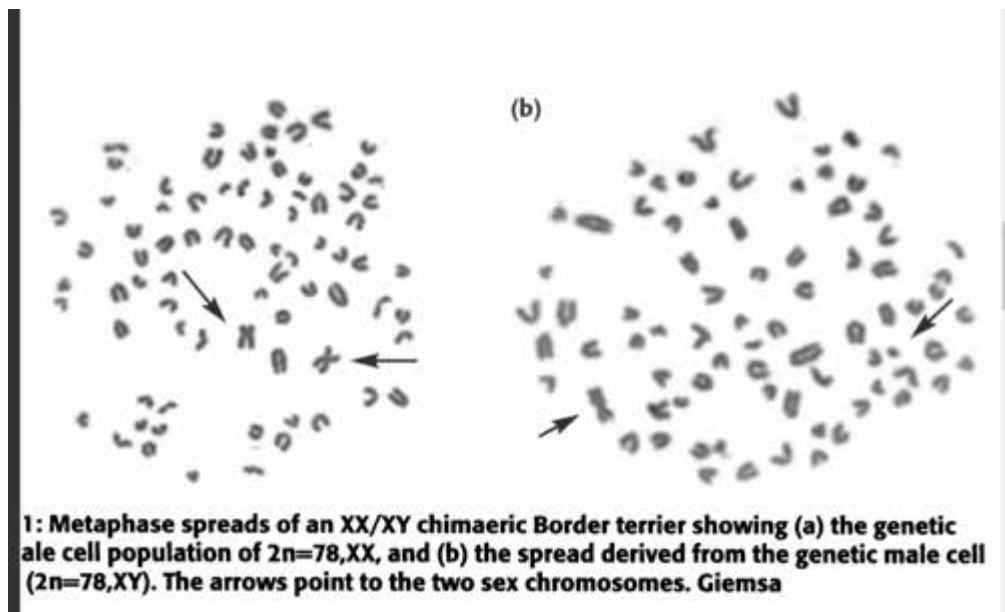 (b)
1: Metaphase spreads of an XX/XY chimaeric Border terrier showing (a) the genetic
ale cell population of 2n=78,XX, and (b) the spread derived from the genetic male cell
(2n=78,XY). The arrows point to the two sex chromosomes. Giemsa